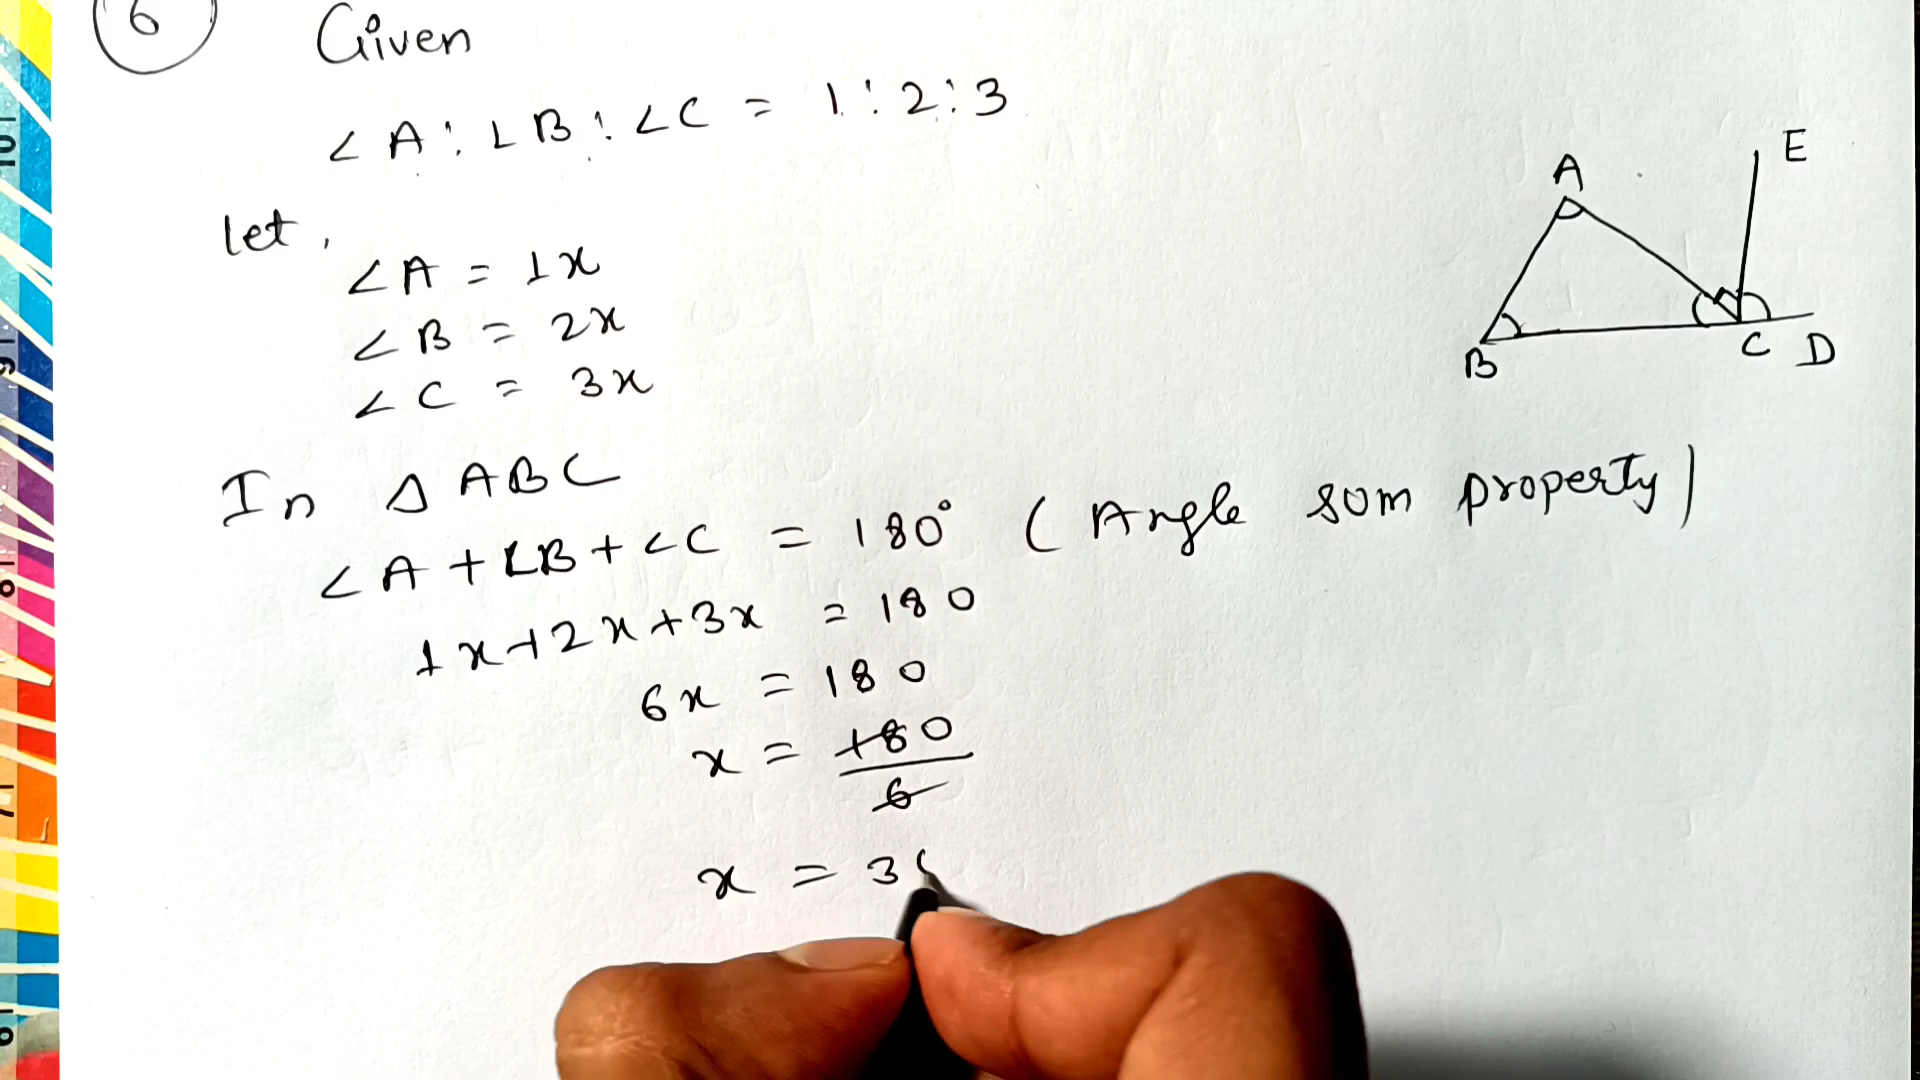 6 Given
∠A : ∠B : ∠C = 1 : 2 : 3
let,
∠A = 1x
∠B = 2x
∠C = 3x
In △ ABC
∠A + ∠B + ∠C = 180° (Angle sum property)
1x + 2x + 3x = 180
6x = 180
x = 180
6
x = 3
A
E
B
C
D